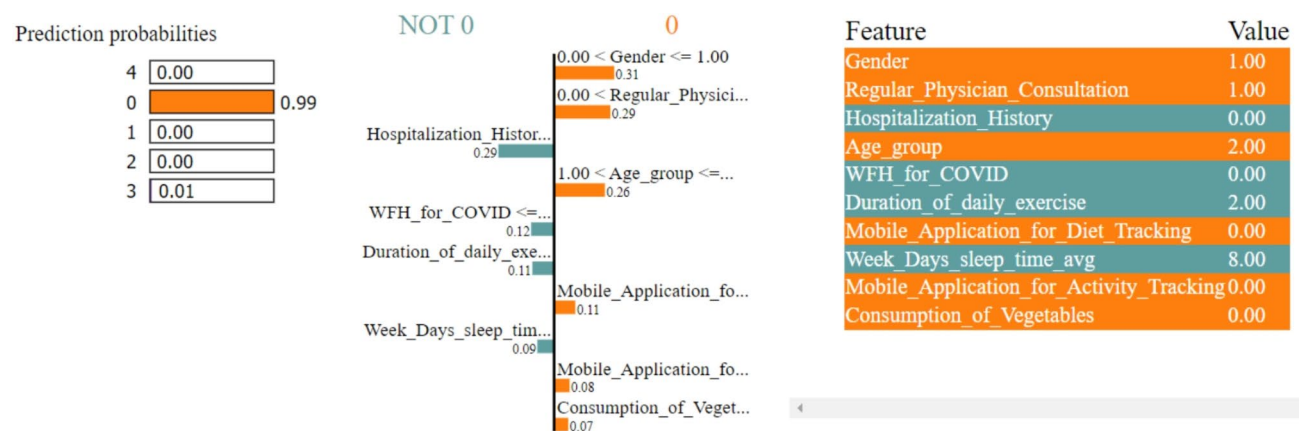 Prediction probabilities
4 0.00
0 0.99
1 0.00
2 0.00
3 0.01
NOT 0 0
0.00 < Gender <= 1.00
0.31
0.00 < Regular_Physici...
0.29
Hospitalization_Histor...
0.29
1.00 < Age_group <=...
0.26
WFH_for_COVID <=...
0.12
Duration_of_daily_exe...
0.11
Mobile_Application_fo...
0.11
Week_Days_sleep_tim...
0.09
Mobile_Application_fo...
0.08
Consumption_of_Veget...
0.07
Feature Value
Gender 1.00
Regular_Physician_Consultation 1.00
Hospitalization_History 0.00
Age_group 2.00
WFH_for_COVID 0.00
Duration_of_daily_exercise 2.00
Mobile_Application_for_Diet_Tracking 0.00
Week_Days_sleep_time_avg 8.00
Mobile_Application_for_Activity_Tracking 0.00
Consumption_of_Vegetables 0.00